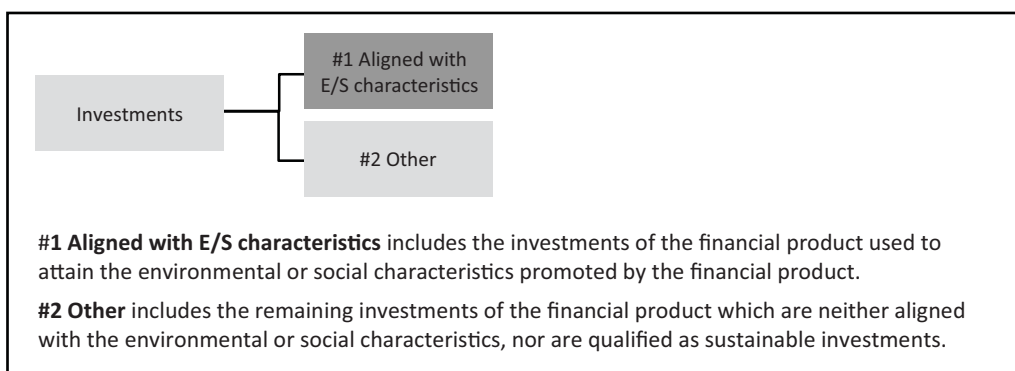 #1 Aligned with
E/S characteristics
Investments
#2 Other
#1 Aligned with E/S characteristics includes the investments of the financial product used to
attain the environmental or social characteristics promoted by the financial product.
#2 Other includes the remaining investments of the financial product which are neither aligned
with the environmental or social characteristics, nor are qualified as sustainable investments.